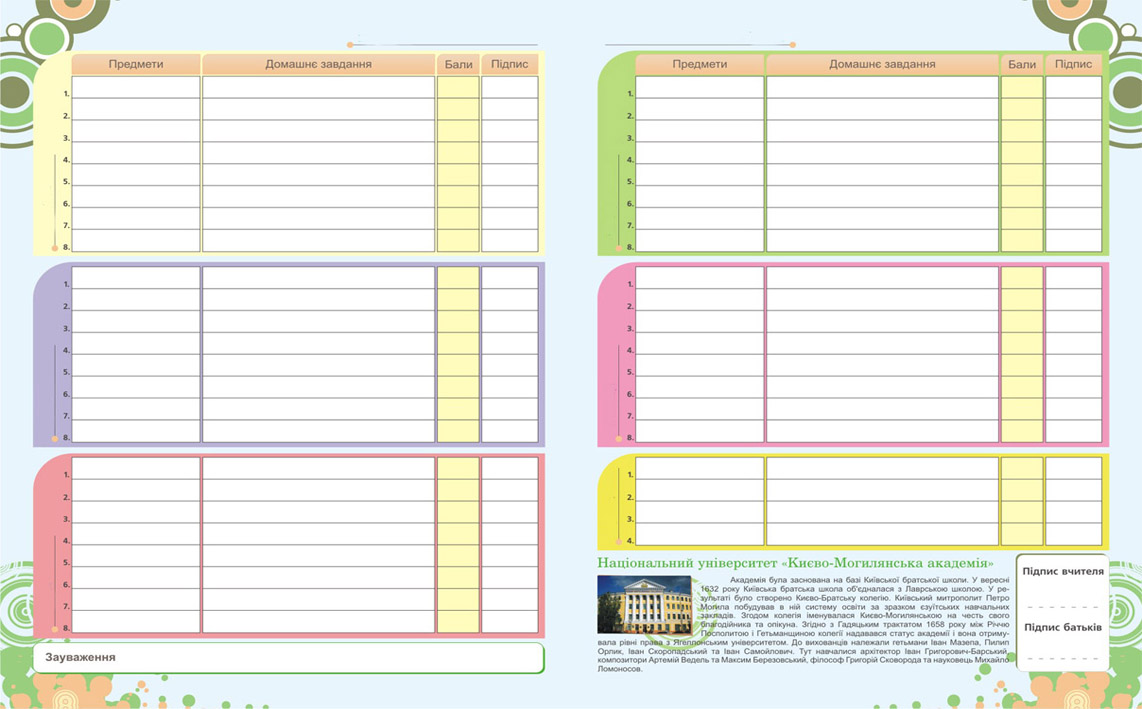 Предмети Домашнє завдання Бали Підпис
1.
2.
3.
4.
5.
6.
7.
8.
1.
2.
3.
4.
5.
6.
7.
8.
1.
2.
3.
4.
5.
6.
7.
8.
Зауваження
Предмети Домашнє завдання Бали Підпис
1.
2.
3.
4.
5.
6.
7.
8.
1.
2.
3.
4.
5.
6.
7.
8.
1.
2.
3.
4.
Національний університет «Києво-Могилянська академія»
Академія була заснована на базі Київської братської школи. У вересні
1632 року Київська братська школа об'єдналася з Лаврською школою. У ре-
зультаті було створено Києво-Братську колегію. Київський митрополит Петро
Могила побудував в ній систему освіти за зразком єзуїтських навчальних
закладів. Згодом колегія іменувалася Києво-Могилянською на честь свого
благодійника та опікуна. Згідно з Гадяцьким трактатом 1658 року між Річчю
Посполитою і Гетьманщиною колегії надавався статус академії і вона отриму-
вала рівні права з Ягеллонським університетом. До вихованців належали гетьмани Іван Мазепа, Пилип
Орлик, Іван Скоропадський та Іван Самойлович. Тут навчалися архітектор Іван Григорович-Барський,
композитори Артемій Ведель та Максим Березовський, філософ Григорій Сковорода та науковець Михайло
Ломоносов.
Підпис вчителя
Підпис батьків